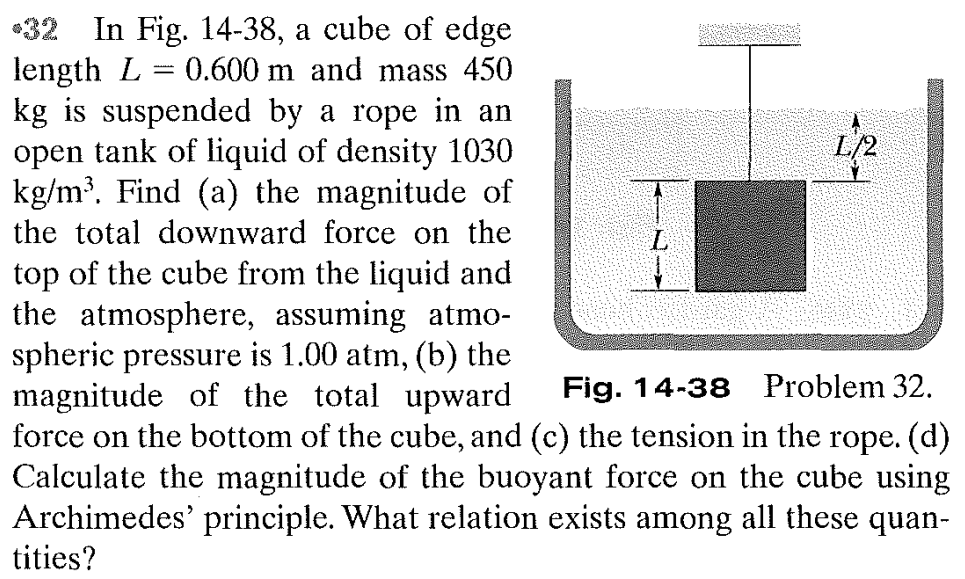 •32 In Fig. 14-38, a cube of edge
length L = 0.600 m and mass 450
kg is suspended by a rope in an
open tank of liquid of density 1030
kg/m³. Find (a) the magnitude of
the total downward force on the
top of the cube from the liquid and
the atmosphere, assuming atmo-
spheric pressure is 1.00 atm, (b) the
magnitude of the total upward
force on the bottom of the cube, and (c) the tension in the rope. (d)
Calculate the magnitude of the buoyant force on the cube using
Archimedes' principle. What relation exists among all these quan-
tities?
L/2
L
Fig. 14-38 Problem 32.